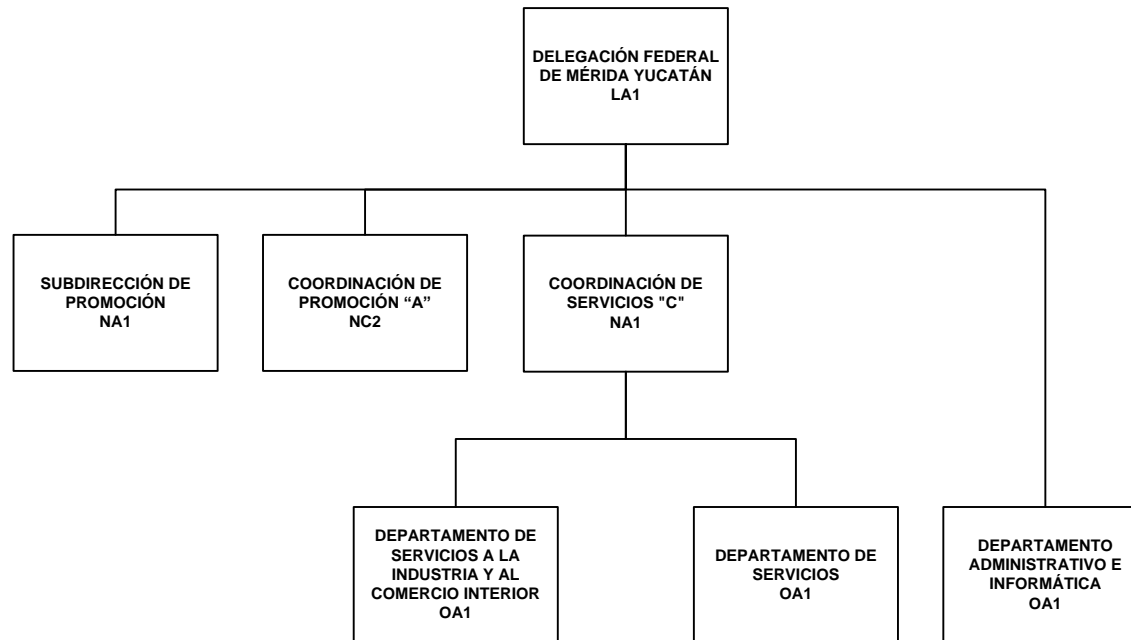 DELEGACIÓN FEDERAL
DE MÉRIDA YUCATÁN
LA1
SUBDIRECCIÓN DE
PROMOCIÓN
NA1
COORDINACIÓN DE
PROMOCIÓN “A”
NC2
COORDINACIÓN DE
SERVICIOS "C"
NA1
DEPARTAMENTO DE
SERVICIOS A LA
INDUSTRIA Y AL
COMERCIO INTERIOR
OA1
DEPARTAMENTO DE
SERVICIOS
OA1
DEPARTAMENTO
ADMINISTRATIVO E
INFORMÁTICA
OA1